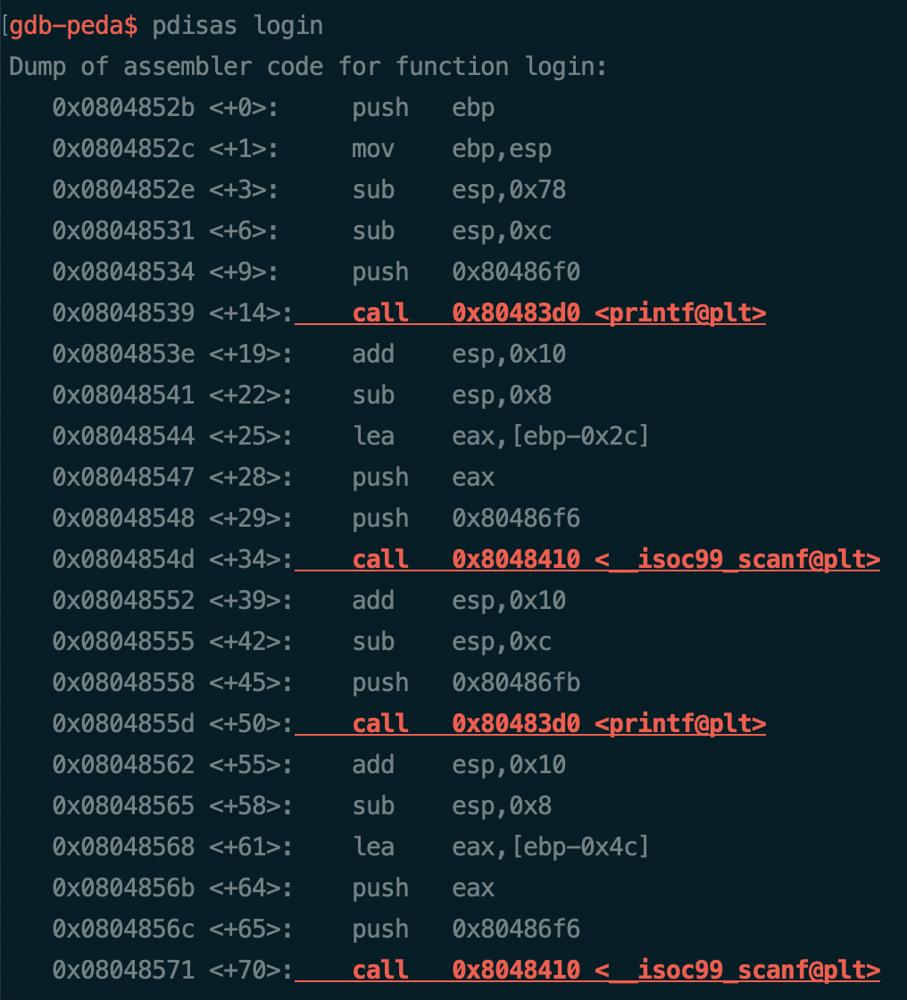 [gdb-peda$ pdisas login
Dump of assembler code for function login:
0x0804852b <+0>: push ebp
0x0804852c <+1>: mov ebp,esp
0x0804852e <+3>: sub esp,0x78
0x08048531 <+6>: sub esp,0xc
0x08048534 <+9>: push 0x80486f0
0x08048539 <+14>: call 0x80483d0 <printf@plt>
0x0804853e <+19>: add esp,0x10
0x08048541 <+22>: sub esp,0x8
0x08048544 <+25>: lea eax,[ebp-0x2c]
0x08048547 <+28>: push eax
0x08048548 <+29>: push 0x80486f6
0x0804854d <+34>: call 0x8048410 <__isoc99_scanf@plt>
0x08048552 <+39>: add esp,0x10
0x08048555 <+42>: sub esp,0xc
0x08048558 <+45>: push 0x80486fb
0x0804855d <+50>: call 0x80483d0 <printf@plt>
0x08048562 <+55>: add esp,0x10
0x08048565 <+58>: sub esp,0x8
0x08048568 <+61>: lea eax,[ebp-0x4c]
0x0804856b <+64>: push eax
0x0804856c <+65>: push 0x80486f6
0x08048571 <+70>: call 0x8048410 <__isoc99_scanf@plt>